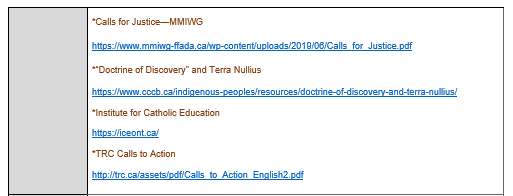 *Calls for Justice—MMIWG
https://www.mmiwg-ffada.ca/wp-content/uploads/2019/06/Calls_for_Justice.pdf
*“Doctrine of Discovery” and Terra Nullius
https://www.cccb.ca/indigenous-peoples/resources/doctrine-of-discovery-and-terra-nullius/
*Institute for Catholic Education
https://iceont.ca/
*TRC Calls to Action
http://trc.ca/assets/pdf/Calls_to_Action_English2.pdf